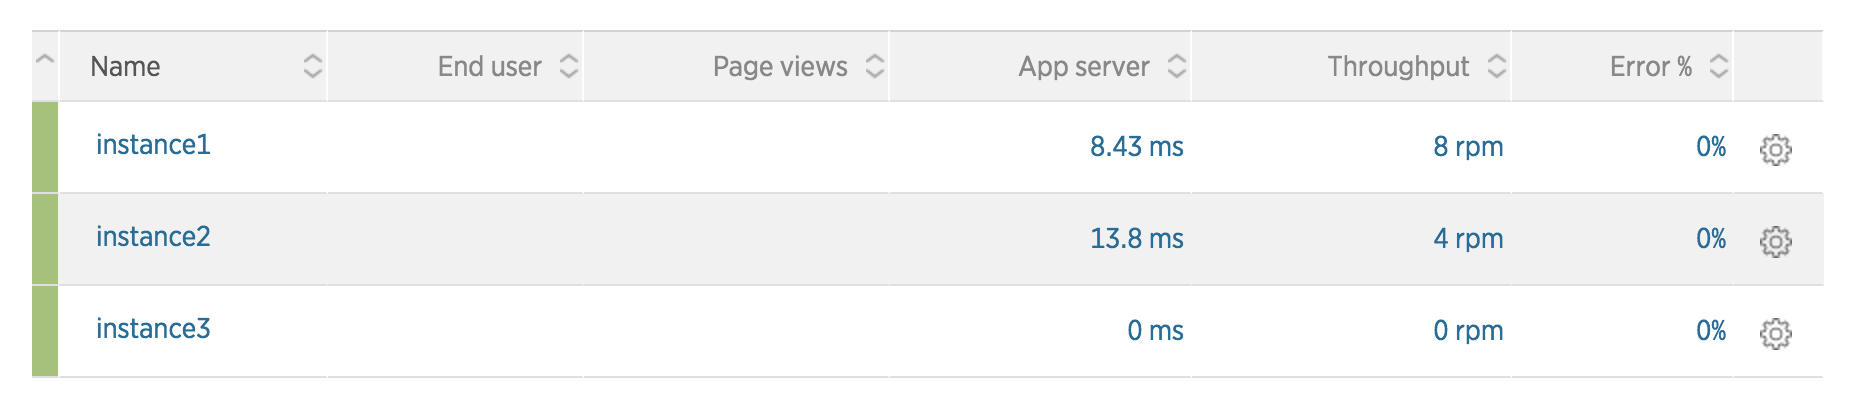 Name End user Page views App server Throughput Error %
instance1 8.43 ms 8 rpm 0%
instance2 13.8 ms 4 rpm 0%
instance3 0 ms 0 rpm 0%